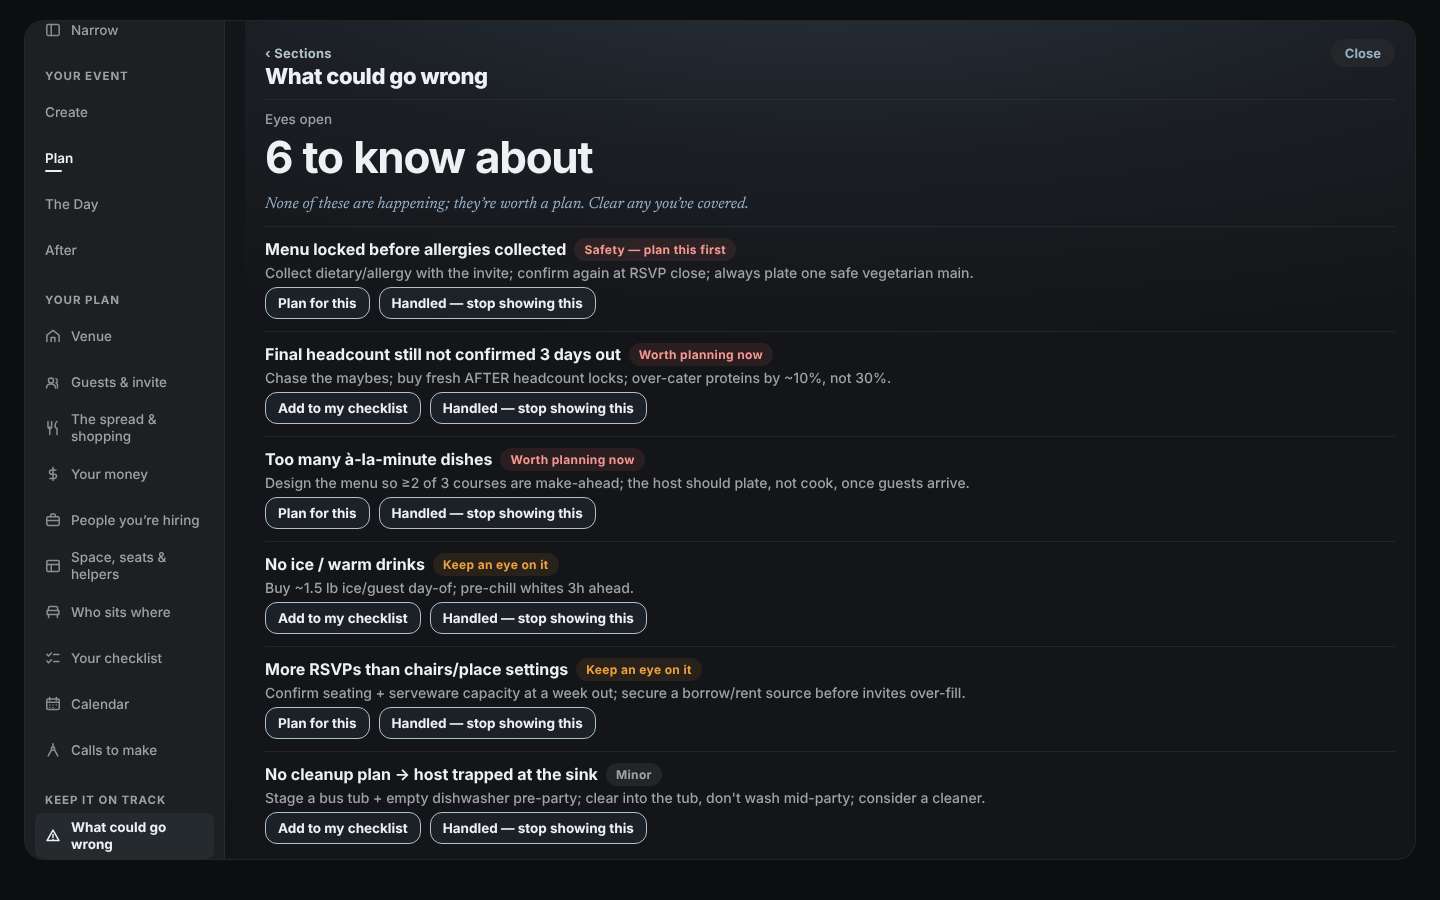 Narrow
YOUR EVENT
Create
Plan
The Day
After
YOUR PLAN
Venue
Guests & invite
The spread &
shopping
Your money
People you’re hiring
Space, seats &
helpers
Who sits where
Your checklist
Calendar
Calls to make
KEEP IT ON TRACK
What could go
wrong
‹ Sections
What could go wrong
Close
Eyes open
6 to know about
None of these are happening; they’re worth a plan. Clear any you’ve covered.
Menu locked before allergies collected Safety — plan this first
Collect dietary/allergy with the invite; confirm again at RSVP close; always plate one safe vegetarian main.
Plan for this Handled — stop showing this
Final headcount still not confirmed 3 days out Worth planning now
Chase the maybes; buy fresh AFTER headcount locks; over-cater proteins by ~10%, not 30%.
Add to my checklist Handled — stop showing this
Too many à-la-minute dishes Worth planning now
Design the menu so ≥2 of 3 courses are make-ahead; the host should plate, not cook, once guests arrive.
Plan for this Handled — stop showing this
No ice / warm drinks Keep an eye on it
Buy ~1.5 lb ice/guest day-of; pre-chill whites 3h ahead.
Add to my checklist Handled — stop showing this
More RSVPs than chairs/place settings Keep an eye on it
Confirm seating + serveware capacity at a week out; secure a borrow/rent source before invites over-fill.
Plan for this Handled — stop showing this
No cleanup plan → host trapped at the sink Minor
Stage a bus tub + empty dishwasher pre-party; clear into the tub, don't wash mid-party; consider a cleaner.
Add to my checklist Handled — stop showing this